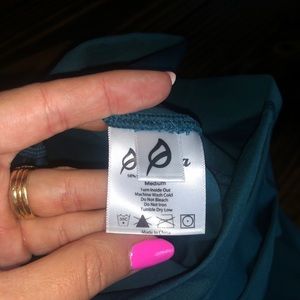 Medium
Turn Inside Out
Machine Wash Cold
Do Not Bleach
Do Not Iron
Tumble Dry Low
Made In China